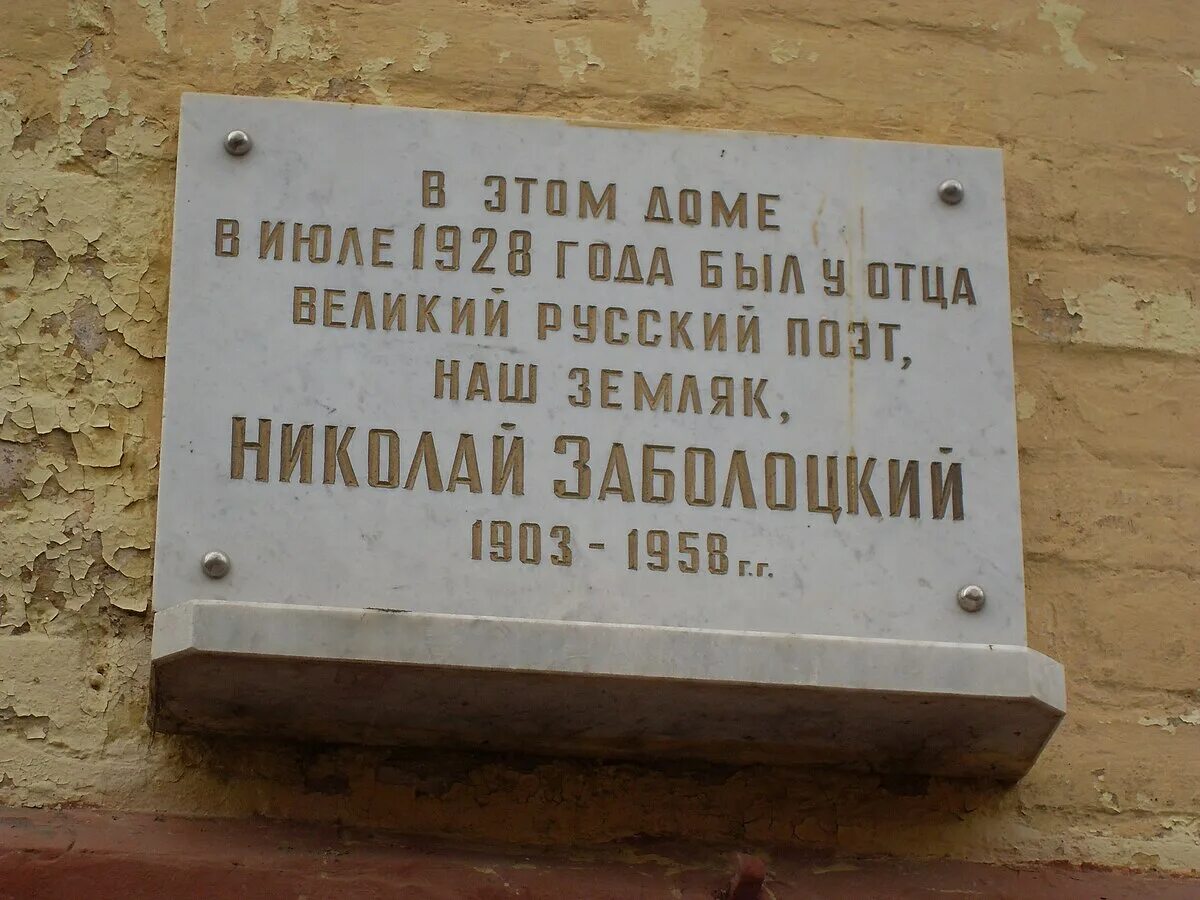 В ЭТОМ ДОМЕ
В ИЮЛЕ 1928 ГОДА БЫЛ У ОТЦА
ВЕЛИКИЙ РУССКИЙ ПОЭТ,
НАШ ЗЕМЛЯК,
НИКОЛАЙ ЗАБОЛОЦКИЙ
1903 - 1958 г.г.